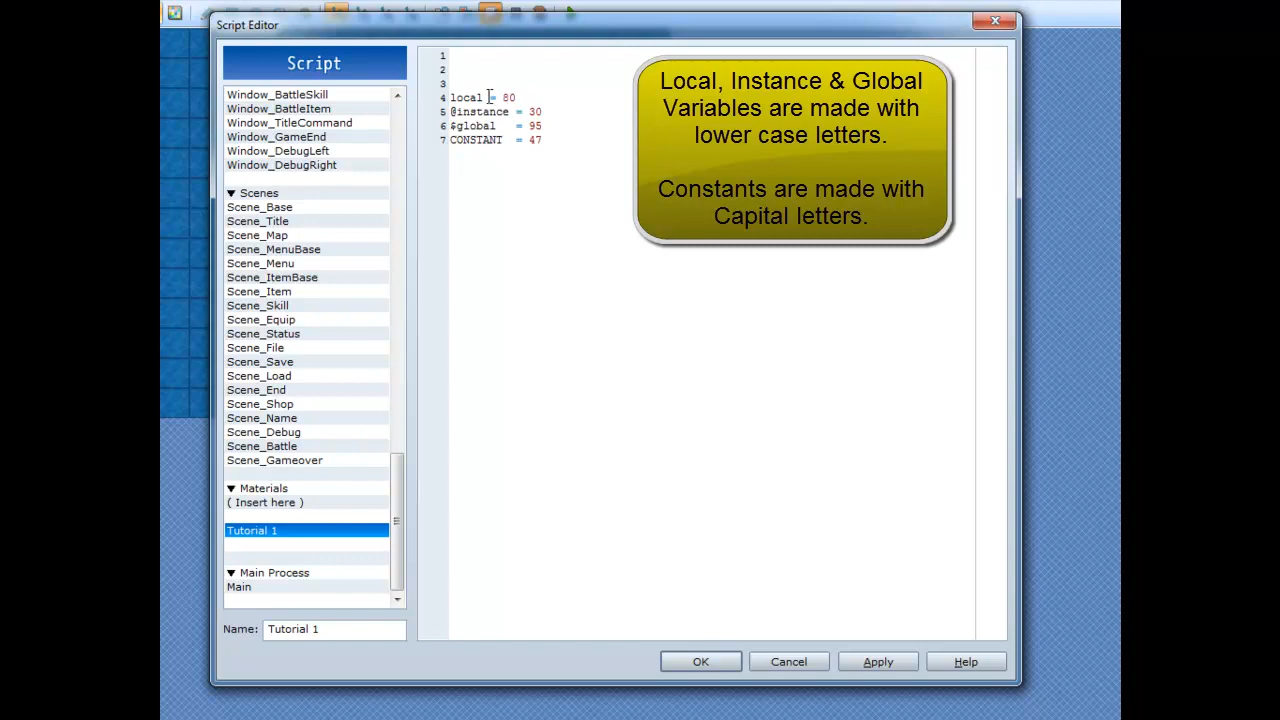 Script Editor
Script
Window_BattleSkill
Window_BattleItem
Window_TitleCommand
Window_GameEnd
Window_DebugLeft
Window_DebugRight
▼ Scenes
Scene_Base
Scene_Title
Scene_Map
Scene_MenuBase
Scene_Menu
Scene_ItemBase
Scene_Item
Scene_Skill
Scene_Equip
Scene_Status
Scene_File
Scene_Save
Scene_Load
Scene_End
Scene_Shop
Scene_Name
Scene_Debug
Scene_Battle
Scene_Gameover
▼ Materials
( Insert here )
Tutorial 1
▼ Main Process
Main
Name: Tutorial 1
1
2
3
4 local = 80
5 @instance = 30
6 $global = 95
7 CONSTANT = 47
Local, Instance & Global
Variables are made with
lower case letters.
Constants are made with
Capital letters.
OK
Cancel
Apply
Help